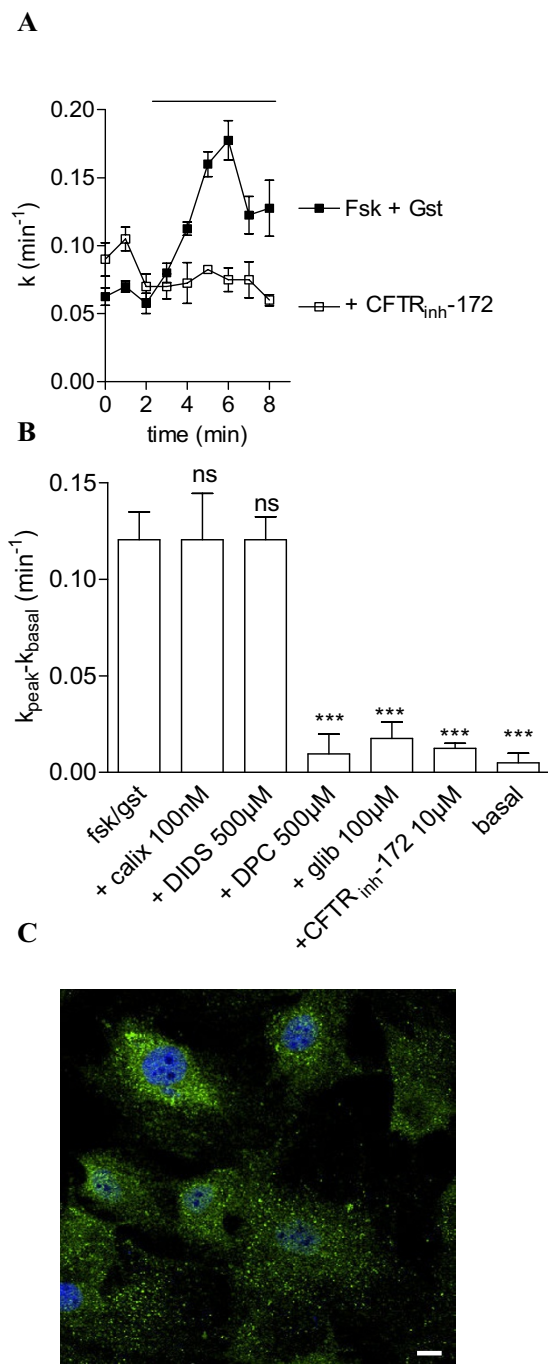 A
0.20
0.15
0.10
0.05
0.00
k (min⁻¹)
0 2 4 6 8
time (min)
Fsk + Gst
+ CFTRinh-172
B
0.15
0.10
0.05
0.00
kpeak-kbasal (min⁻¹)
ns
ns
***
***
***
***
fsk/gst
+ calix 100nM
+ DIDS 500µM
+ DPC 500µM
+ glib 100µM
+CFTR inh-172 10µM
basal
C